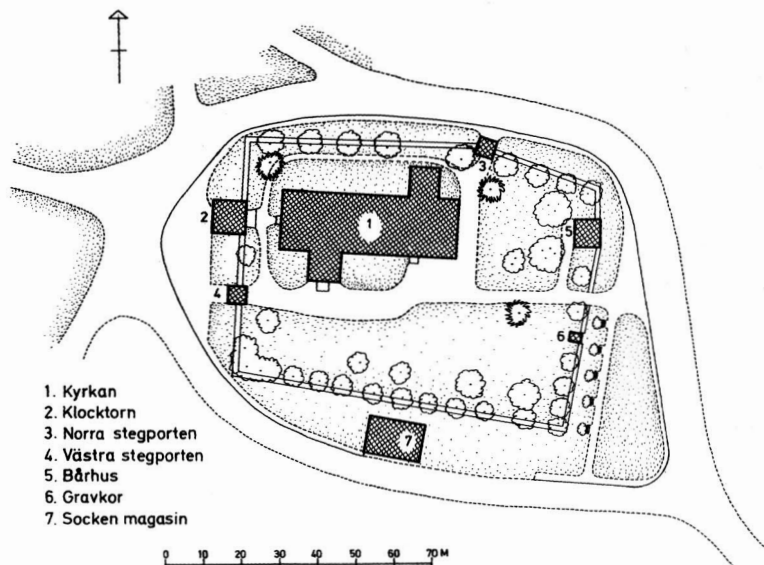 2
3
1
5
4
6
7
1. Kyrkan
2. Klocktorn
3. Norra stegporten
4. Västra stegporten
5. Bårhus
6. Gravkor
7. Socken magasin
0 10 20 30 40 50 60 70 M